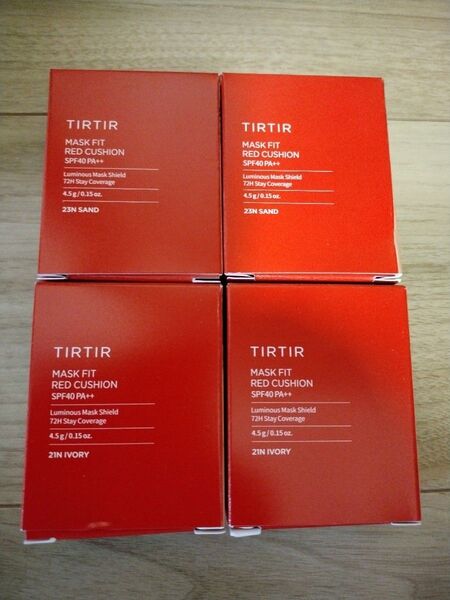 TIRTIR
MASK FIT
RED CUSHION
SPF40 PA++
Luminous Mask Shield
72H Stay Coverage
4.5 g / 0.15 oz.
23N SAND
TIRTIR
MASK FIT
RED CUSHION
SPF40 PA++
Luminous Mask Shield
72H Stay Coverage
4.5 g / 0.15 oz.
23N SAND
TIRTIR
MASK FIT
RED CUSHION
SPF40 PA++
Luminous Mask Shield
72H Stay Coverage
4.5 g / 0.15 oz.
21N IVORY
TIRTIR
MASK FIT
RED CUSHION
SPF40 PA++
Luminous Mask Shield
72H Stay Coverage
4.5 g / 0.15 oz.
21N IVORY